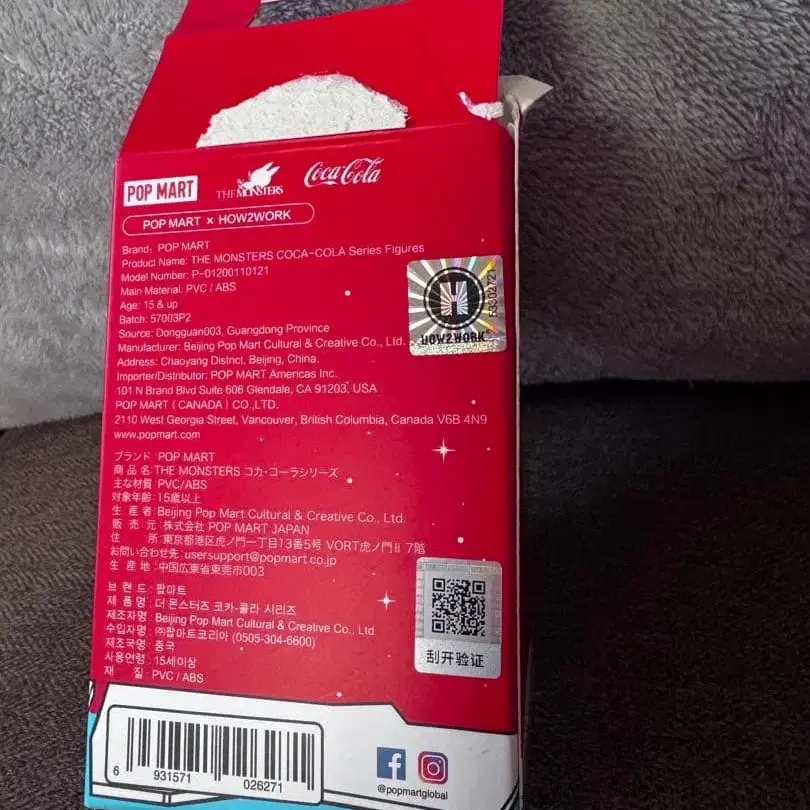 POP MART
THE MONSTERS
Coca-Cola
POP MART × HOW2WORK
Brand: POP MART
Product Name: THE MONSTERS COCA-COLA Series Figures
Model Number: P-01200110121
Main Material: PVC / ABS
Age: 15 & up
Batch: 57003P2
Source: Dongguan003, Guangdong Province
Manufacturer: Beijing Pop Mart Cultural & Creative Co., Ltd.
Address: Chaoyang District, Beijing, China.
Importer/Distributor: POP MART Americas Inc.
101 N Brand Blvd Suite 606 Glendale, CA 91203, USA
POP MART (CANADA) CO.,LTD.
2110 West Georgia Street, Vancouver, British Columbia, Canada V6B 4N9
www.popmart.com
HOW2WORK
ブランド: POP MART
商品名: THE MONSTERS コカ・コーラシリーズ
主な材質: PVC/ABS
対象年齢: 15歳以上
生産者: Beijing Pop Mart Cultural & Creative Co., Ltd.
販売元: 株式会社 POP MART JAPAN
住所: 東京都港区虎ノ門一丁目13番5号 VORT虎ノ門II 7階
お問い合わせ先: usersupport@popmart.co.jp
生産地: 中国広東省東莞市003
브랜드: 팝마트
제품명: 더 몬스터즈 코카-콜라 시리즈
제조자명: Beijing Pop Mart Cultural & Creative Co., Ltd.
수입자명: ㈜팝마트코리아 (0505-304-6600)
제조국명: 중국
사용연령: 15세이상
재질: PVC / ABS
刮开验证
6 931571 026271
@popmartglobal